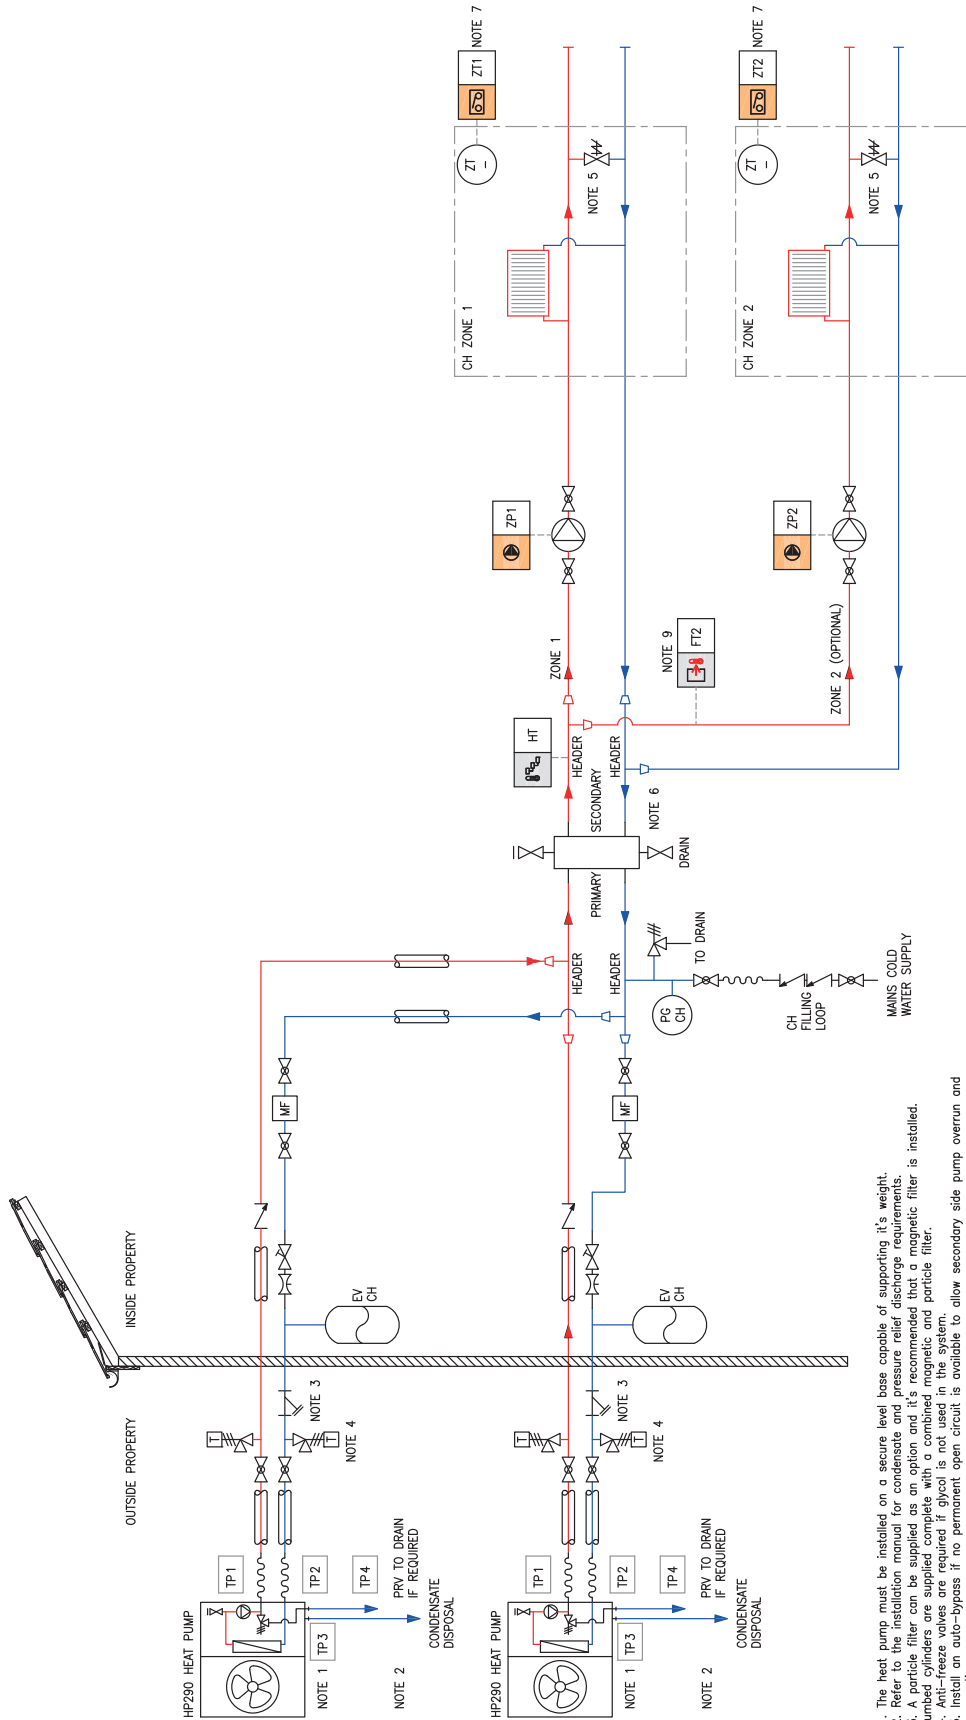 OUTSIDE PROPERTY
INSIDE PROPERTY
HP290 HEAT PUMP
TP1
TP2
TP3
TP4
NOTE 1
NOTE 2
PRV TO DRAIN
IF REQUIRED
CONDENSATE
DISPOSAL
T
T
NOTE 4
NOTE 3
EV
CH
MF
HP290 HEAT PUMP
TP1
TP2
TP3
TP4
NOTE 1
NOTE 2
PRV TO DRAIN
IF REQUIRED
CONDENSATE
DISPOSAL
T
T
NOTE 4
NOTE 3
EV
CH
MF
HEADER
HEADER
PG
CH
TO DRAIN
CH
FILLING
LOOP
MAINS COLD
WATER SUPPLY
PRIMARY
SECONDARY
DRAIN
NOTE 6
HEADER
HEADER
HT
ZONE 1
NOTE 9
FT2
ZONE 2 (OPTIONAL)
ZP1
ZP2
CH ZONE 1
NOTE 5
ZT
ZT1
NOTE 7
CH ZONE 2
NOTE 5
ZT
ZT2
NOTE 7
. The heat pump must be installed on a secure level base capable of supporting it's weight.
. Refer to the installation manual for condensate and pressure relief discharge requirements.
. A particle filter can be supplied as an option and it's recommended that a magnetic filter is installed.
umbed cylinders are supplied complete with a combined magnetic and particle filter.
. Anti-freeze valves are required if glycol is not used in the system.
. Install an auto-bypass if no permanent open circuit is available to allow secondary side pump overrun and